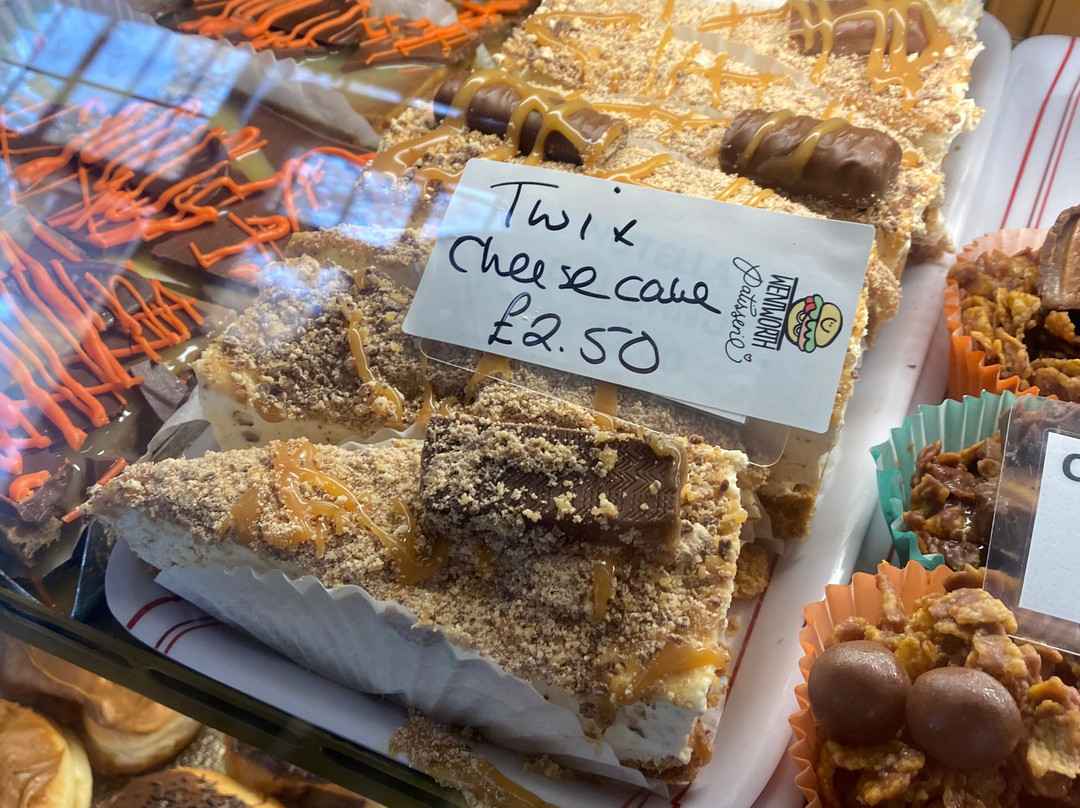 Twix
Cheesecake
£2.50
WENTWORTH
Patisserie
C